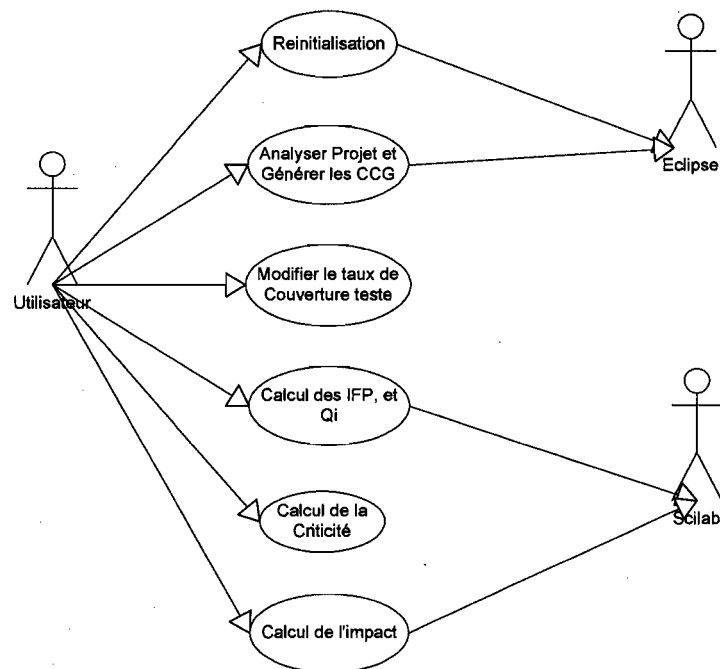 Reinitialisation
Eclipse
Analyser Projet et
Générer les CCG
Utilisateur
Modifier le taux de
Couverture teste
Calcul des IFP, et
Qi
Scilab
Calcul de la
Criticité
Calcul de l'impact